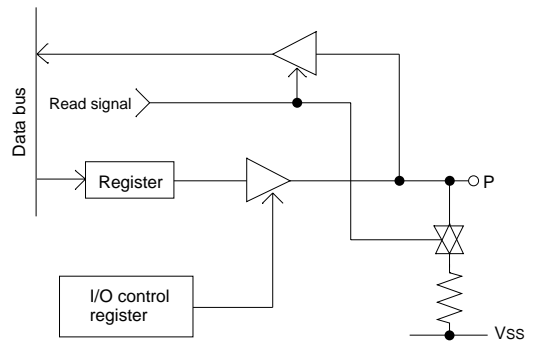 Data bus
Read signal
Register
P
I/O control
register
VSS